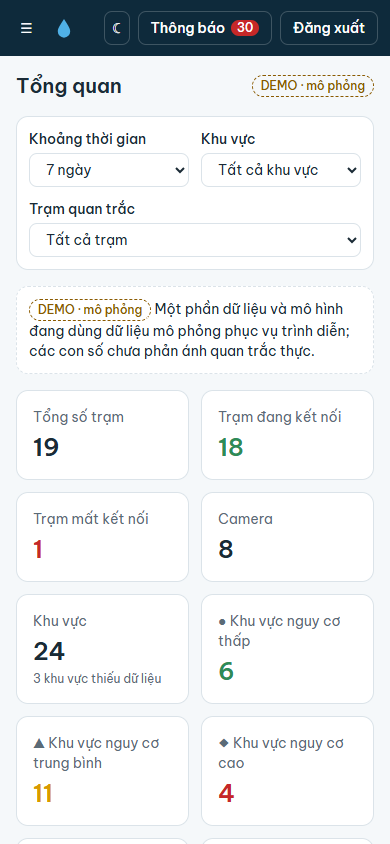 Thông báo 30 Đăng xuất
Tổng quan
DEMO · mô phỏng
Khoảng thời gian
Khu vực
7 ngày
Tất cả khu vực
Trạm quan trắc
Tất cả trạm
DEMO · mô phỏng Một phần dữ liệu và mô hình
đang dùng dữ liệu mô phỏng phục vụ trình diễn;
các con số chưa phản ánh quan trắc thực.
Tổng số trạm
19
Trạm đang kết nối
18
Trạm mất kết nối
1
Camera
8
Khu vực
24
3 khu vực thiếu dữ liệu
● Khu vực nguy cơ
thấp
6
▲ Khu vực nguy cơ
trung bình
11
◆ Khu vực nguy cơ
cao
4